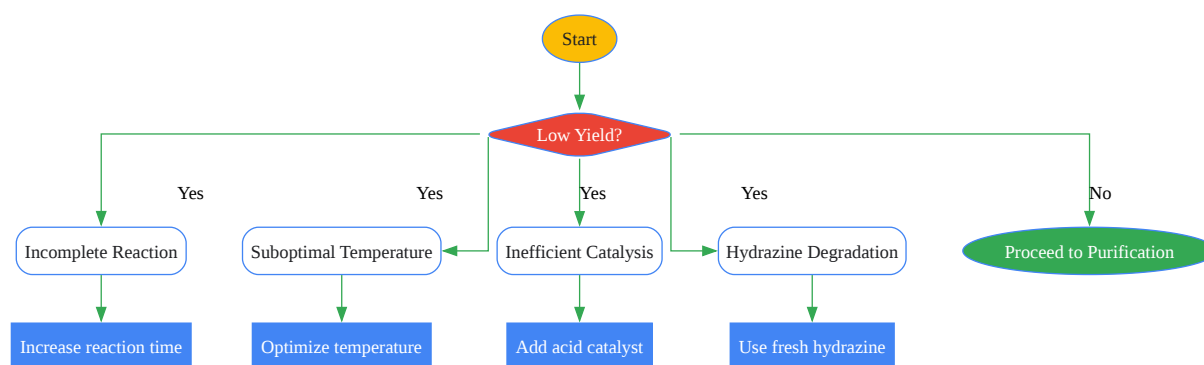 Start
Low Yield?
Yes
Yes
Yes
Yes
No
Incomplete Reaction
Suboptimal Temperature
Inefficient Catalysis
Hydrazine Degradation
Proceed to Purification
Increase reaction time
Optimize temperature
Add acid catalyst
Use fresh hydrazine